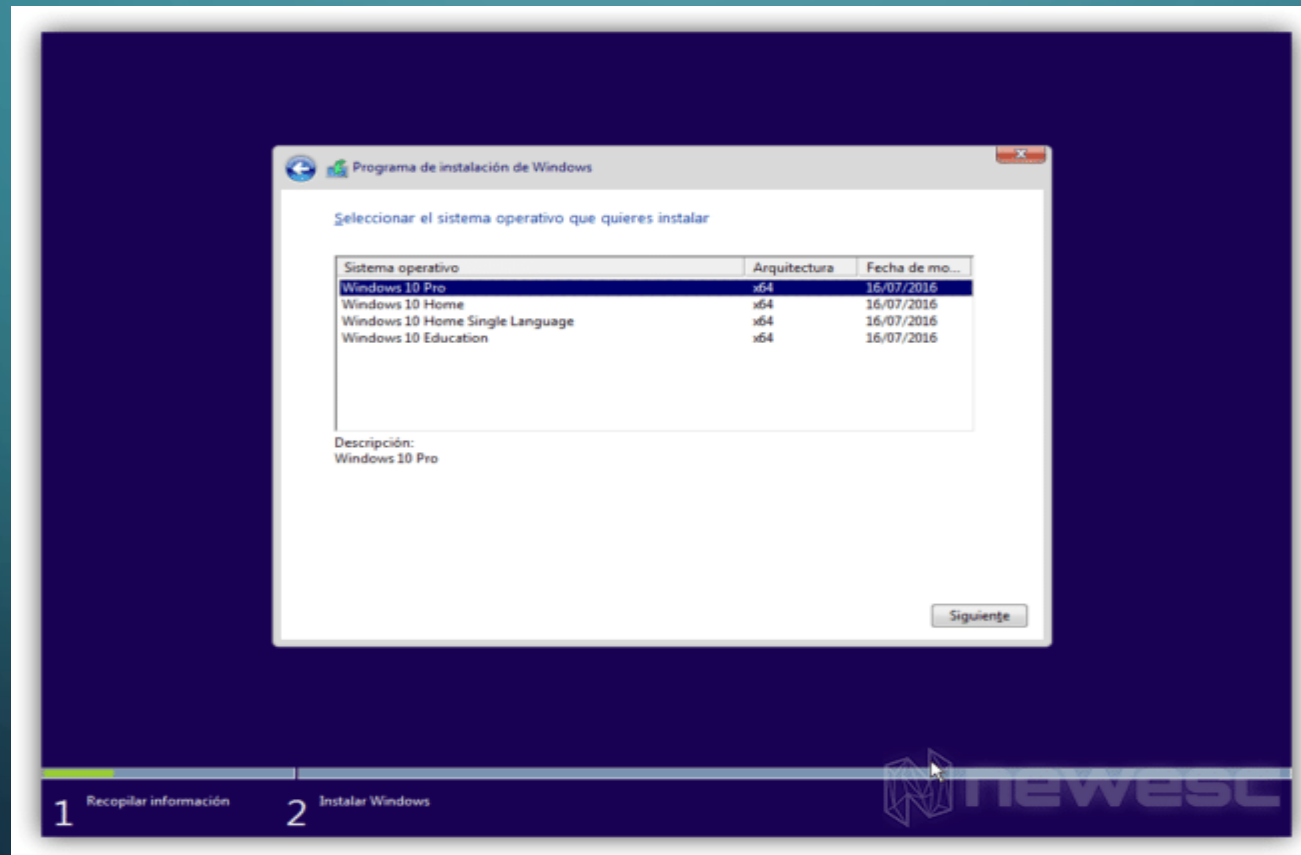 Programa de instalación de Windows
Seleccionar el sistema operativo que quieres instalar
Sistema operativo Arquitectura Fecha de mo...
Windows 10 Pro x64 16/07/2016
Windows 10 Home x64 16/07/2016
Windows 10 Home Single Language x64 16/07/2016
Windows 10 Education x64 16/07/2016
Descripción:
Windows 10 Pro
Siguiente
1 Recopilar información 2 Instalar Windows
newesc